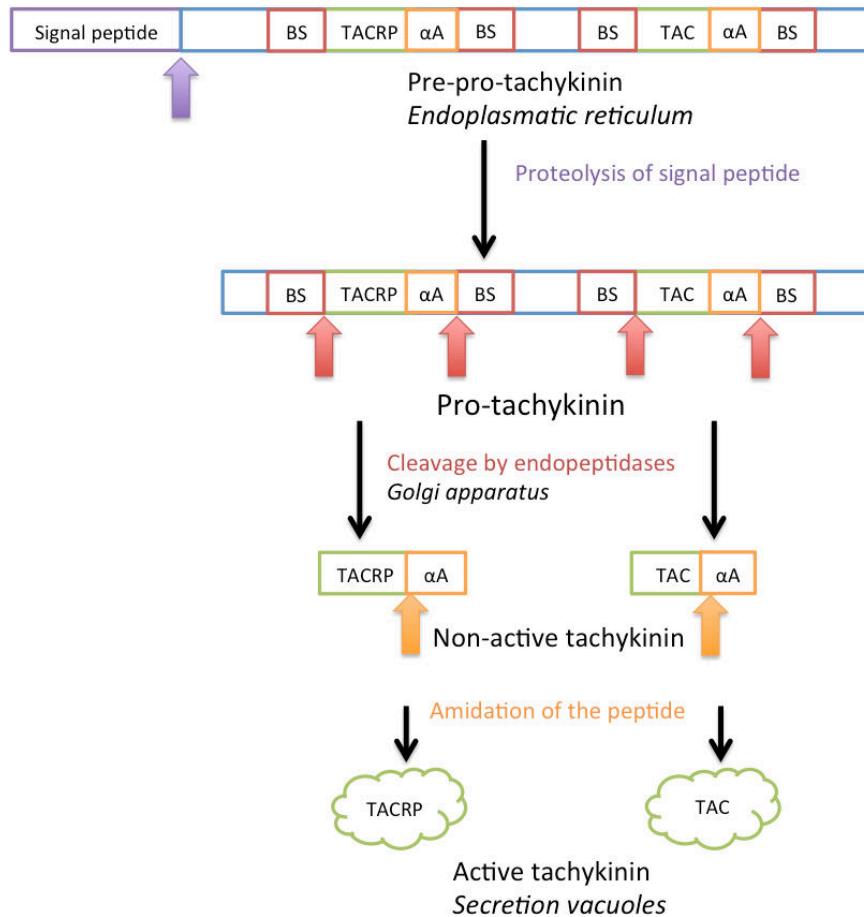 Signal peptide BS TACRP αA BS BS TAC αA BS
Pre-pro-tachykinin
Endoplasmatic reticulum
Proteolysis of signal peptide
BS TACRP αA BS BS TAC αA BS
Pro-tachykinin
Cleavage by endopeptidases
Golgi apparatus
TACRP αA TAC αA
Non-active tachykinin
Amidation of the peptide
TACRP TAC
Active tachykinin
Secretion vacuoles